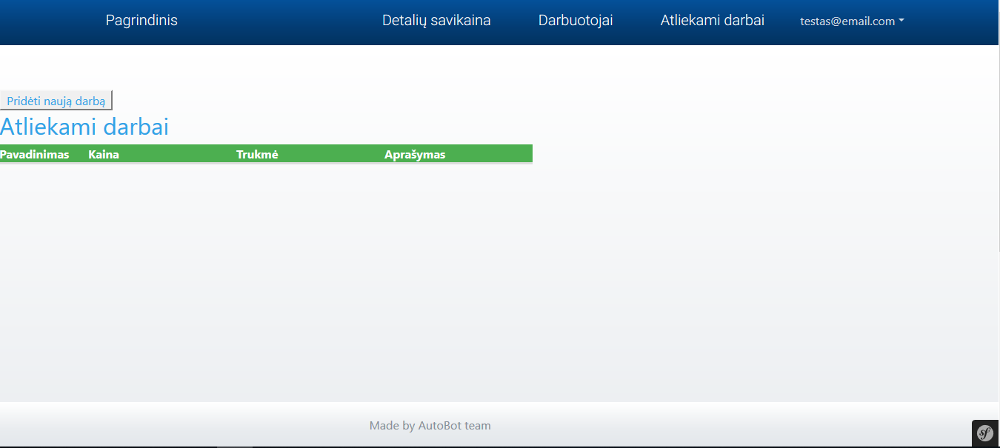 Pagrindinis Detalių savikaina Darbuotojai Atliekami darbai testas@email.com
Pridėti naują darbą
Atliekami darbai
Pavadinimas Kaina Trukmė Aprašymas
Made by AutoBot team
sf